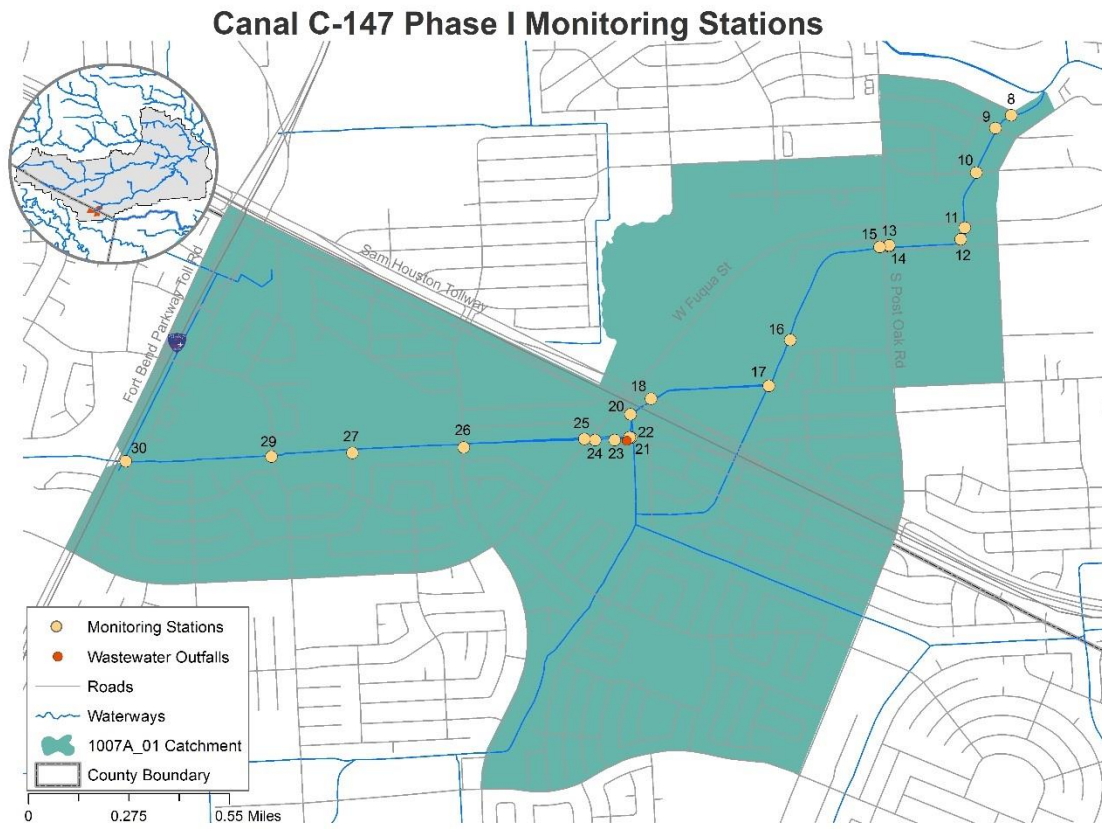 Canal C-147 Phase I Monitoring Stations
8
9
10
11
12
13
15
14
Sam Houston Tollway
W Fuqua St
S Post Oak Rd
Fort Bend Parkway Toll Rd
16
17
18
20
22
21
25
24
23
26
27
29
30
Monitoring Stations
Wastewater Outfalls
Roads
Waterways
1007A_01 Catchment
County Boundary
0 0.275 0.55 Miles